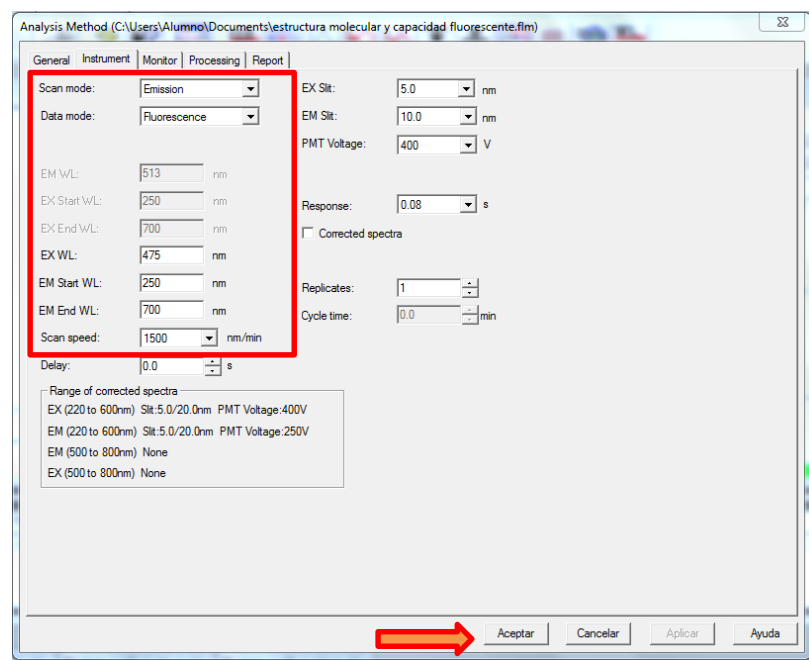 Analysis Method (C:\Users\Alumno\Documents\estructura molecular y capacidad fluorescente.flm)
General Instrument Monitor Processing Report
Scan mode: Emission
Data mode: Fluorescence
EM WL: 513 nm
EX Start WL: 250 nm
EX End WL: 700 nm
EX WL: 475 nm
EM Start WL: 250 nm
EM End WL: 700 nm
Scan speed: 1500 nm/min
Delay: 0.0 s
Range of corrected spectra
EX (220 to 600nm) Slit:5.0/20.0nm PMT Voltage:400V
EM (220 to 600nm) Slit:5.0/20.0nm PMT Voltage:250V
EM (500 to 800nm) None
EX (500 to 800nm) None
EX Slit: 5.0 nm
EM Slit: 10.0 nm
PMT Voltage: 400 V
Response: 0.08 s
Corrected spectra
Replicates: 1
Cycle time: 0.0 min
Aceptar Cancelar Aplicar Ayuda